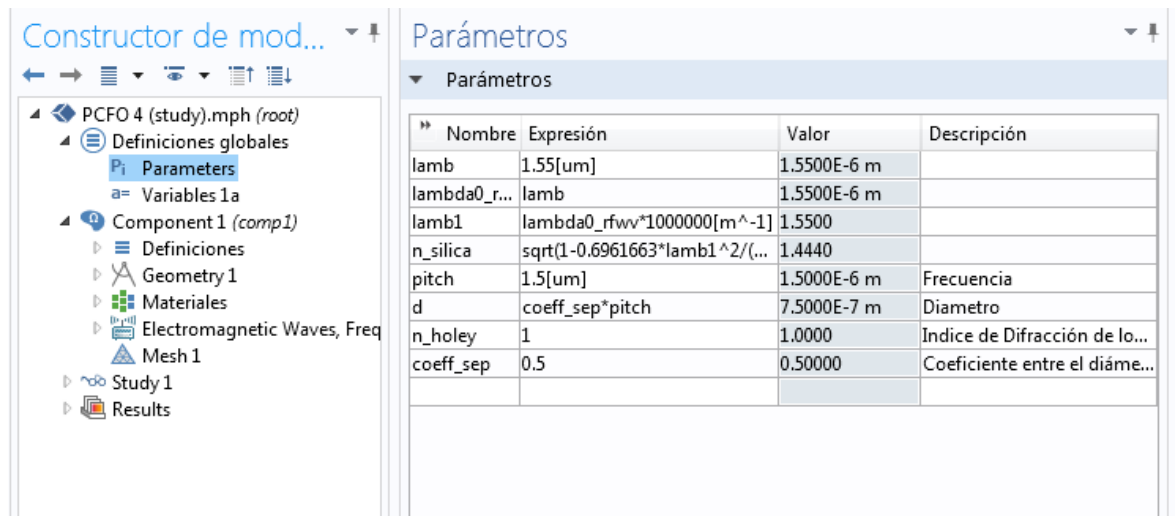 Constructor de mod...
PCFO 4 (study).mph (root)
Definiciones globales
Pi Parameters
a= Variables 1a
Component 1 (comp1)
Definiciones
Geometry 1
Materiales
Electromagnetic Waves, Freq
Mesh 1
Study 1
Results
Parámetros
Parámetros
Nombre Expresión Valor Descripción
lamb 1.55[um] 1.5500E-6 m
lambda0_r... lamb 1.5500E-6 m
lamb1 lambda0_rfwv*1000000[m^-1] 1.5500
n_silica sqrt(1-0.6961663*lamb1^2/(... 1.4440
pitch 1.5[um] 1.5000E-6 m Frecuencia
d coeff_sep*pitch 7.5000E-7 m Diametro
n_holey 1 1.0000 Indice de Difracción de lo...
coeff_sep 0.5 0.50000 Coeficiente entre el diáme...